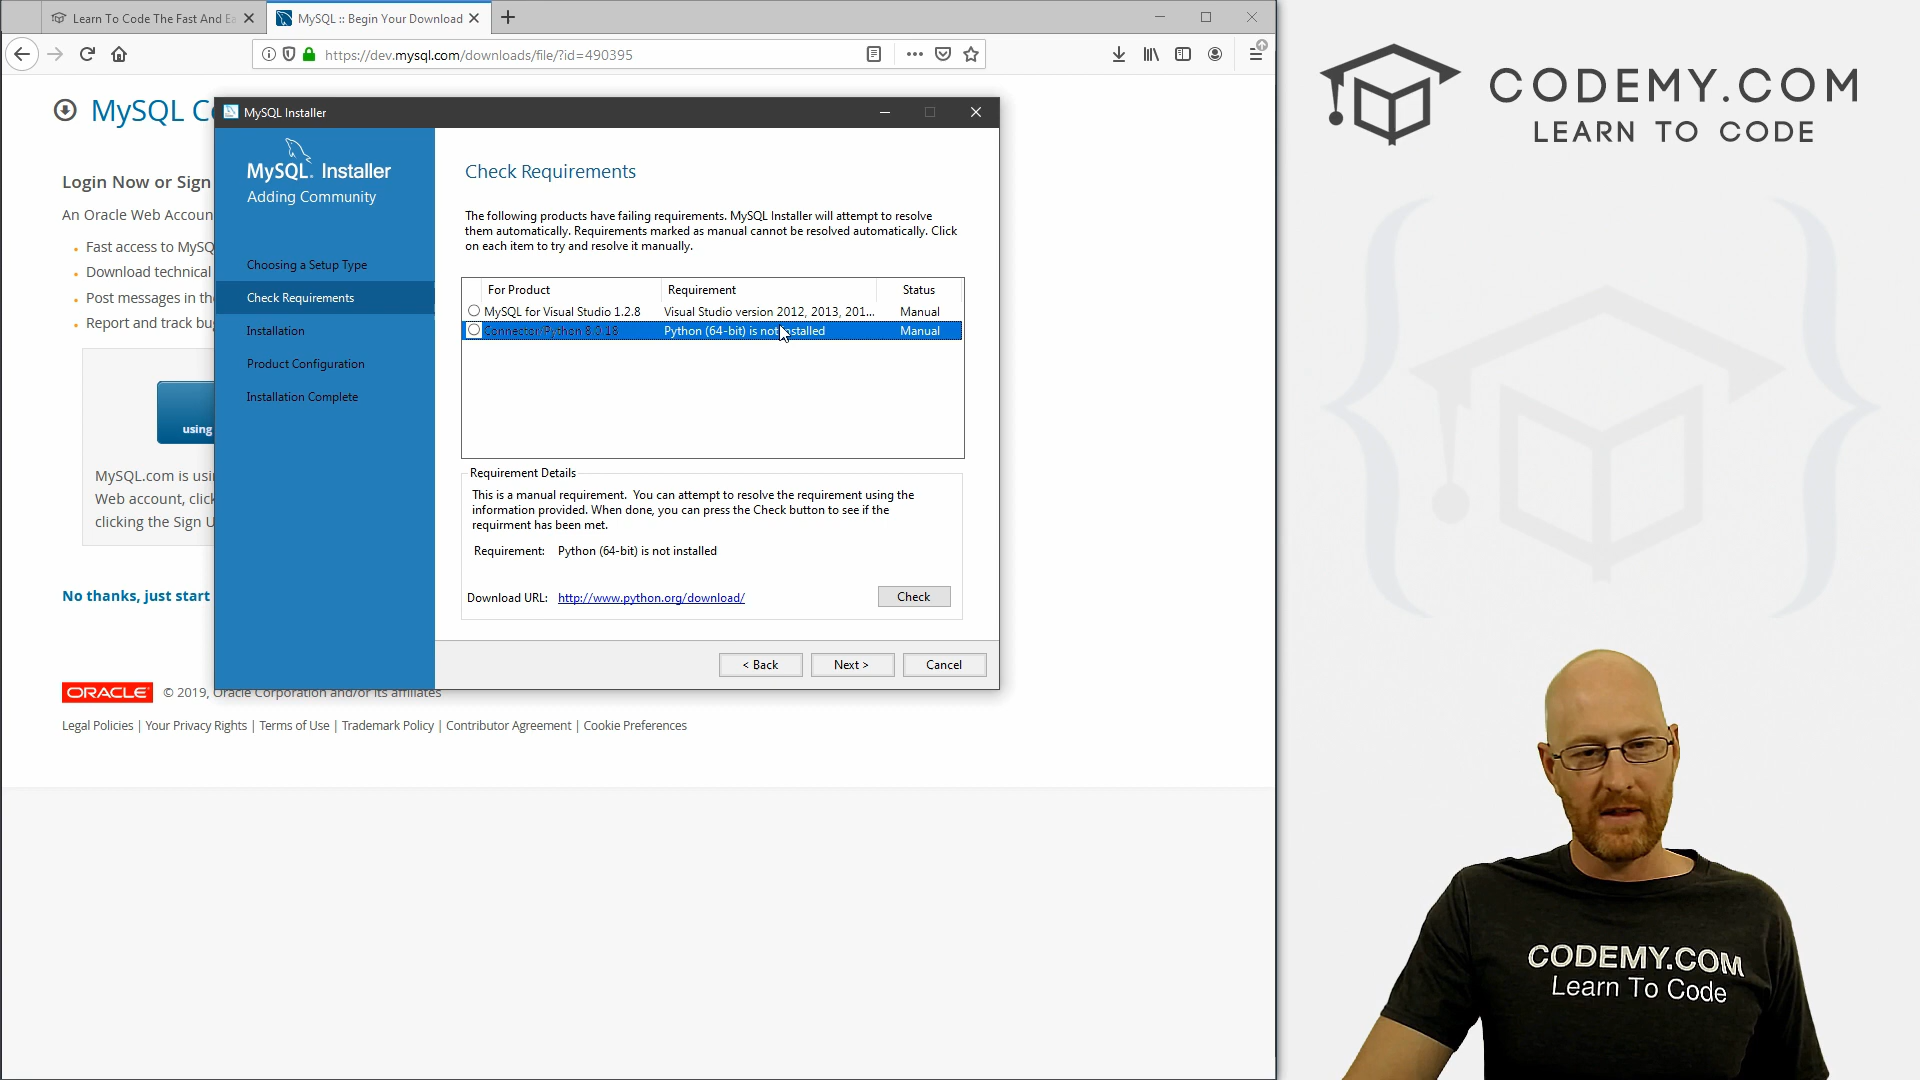 Learn To Code The Fast And Ea
MySQL :: Begin Your Download
https://dev.mysql.com/downloads/file/?id=490395
MySQL Co
Login Now or Sign
An Oracle Web Accoun
Fast access to MySQ
Download technical
Post messages in the
Report and track bug
using
MySQL.com is usi
Web account, click
clicking the Sign U
No thanks, just start
ORACLE
© 2019, Oracle Corporation and/or its affiliates
Legal Policies | Your Privacy Rights | Terms of Use | Trademark Policy | Contributor Agreement | Cookie Preferences
MySQL Installer
MySQL. Installer
Adding Community
Choosing a Setup Type
Check Requirements
Installation
Product Configuration
Installation Complete
Check Requirements
The following products have failing requirements. MySQL Installer will attempt to resolve
them automatically. Requirements marked as manual cannot be resolved automatically. Click
on each item to try and resolve it manually.
For Product Requirement Status
MySQL for Visual Studio 1.2.8 Visual Studio version 2012, 2013, 201... Manual
Connector/Python 8.0.18 Python (64-bit) is not installed Manual
Requirement Details
This is a manual requirement. You can attempt to resolve the requirement using the
information provided. When done, you can press the Check button to see if the
requirment has been met.
Requirement: Python (64-bit) is not installed
Download URL: http://www.python.org/download/
Check
< Back Next > Cancel
CODEMY.COM
LEARN TO CODE
CODEMY.COM
Learn To Code